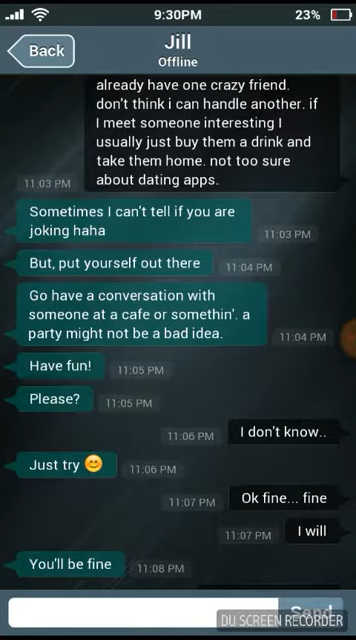 9:30PM
23%
Back
Jill
Offline
already have one crazy friend.
don't think i can handle another. if
I meet someone interesting I
usually just buy them a drink and
take them home. not too sure
about dating apps.
11:03 PM
Sometimes I can't tell if you are
joking haha
11:03 PM
But, put yourself out there
11:04 PM
Go have a conversation with
someone at a cafe or somethin'. a
party might not be a bad idea.
11:04 PM
Have fun!
11:05 PM
Please?
11:05 PM
11:06 PM
I don't know..
Just try 😊
11:06 PM
11:07 PM
Ok fine... fine
11:07 PM
I will
You'll be fine
11:08 PM
Send
DU SCREEN RECORDER